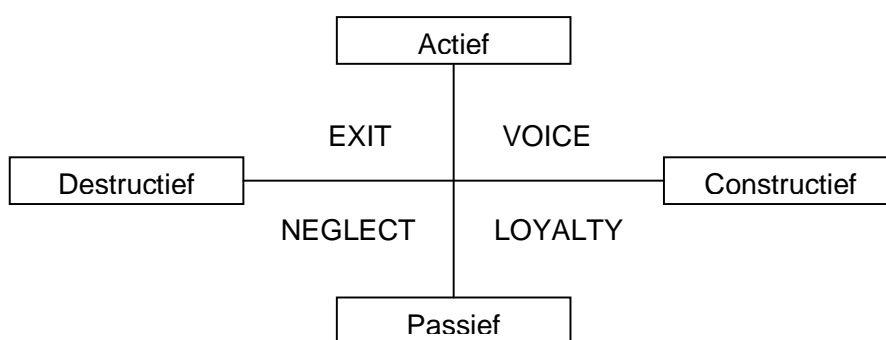 Actief
EXIT VOICE
Destructief Constructief
NEGLECT LOYALTY
Passief